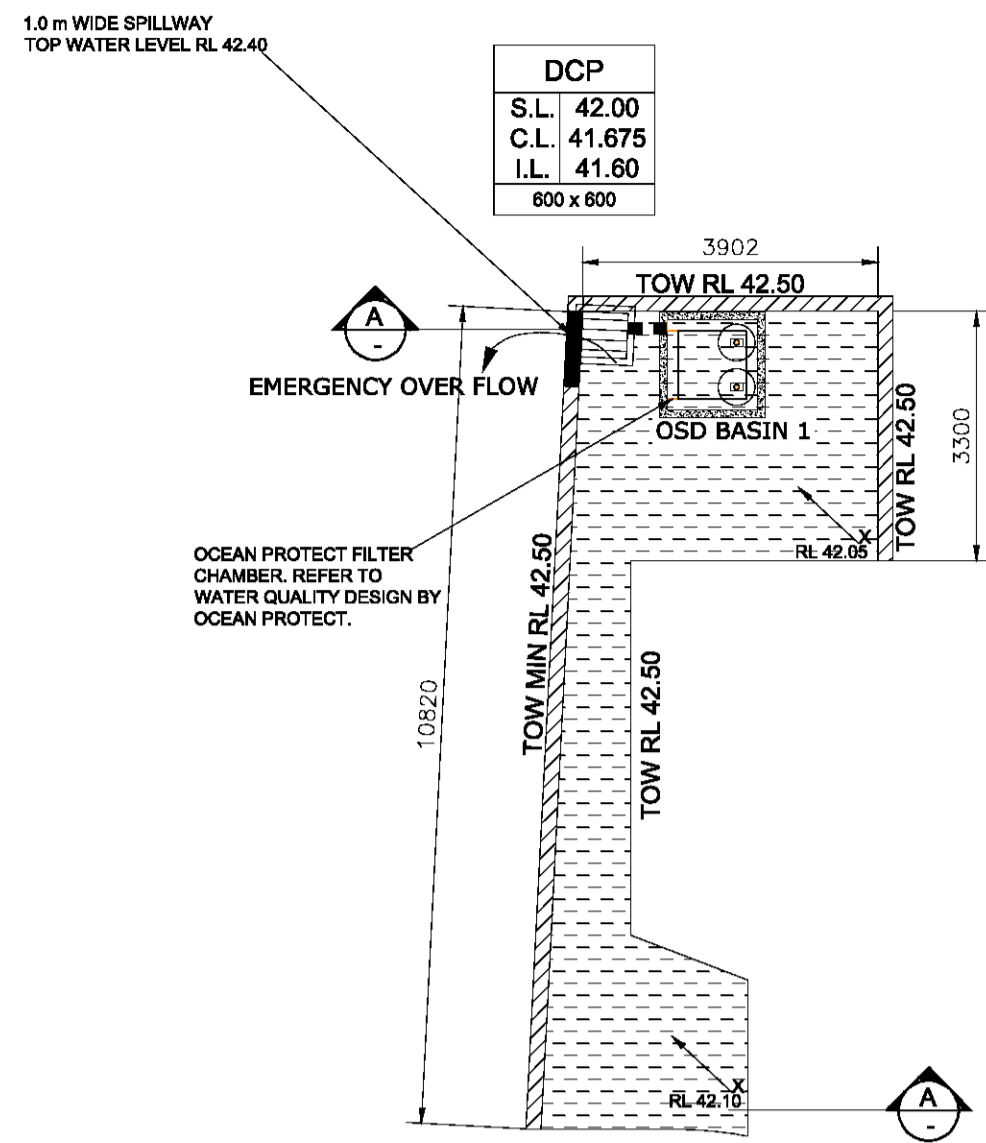 1.0 m WIDE SPILLWAY
TOP WATER LEVEL RL 42.40
DCP
S.L. 42.00
C.L. 41.675
I.L. 41.60
600 x 600
3902
TOW RL 42.50
A
-
EMERGENCY OVER FLOW
OSD BASIN 1
TOW RL 42.50
3300
RL 42.05
X
OCEAN PROTECT FILTER
CHAMBER. REFER TO
WATER QUALITY DESIGN BY
OCEAN PROTECT.
TOW MIN RL 42.50
TOW RL 42.50
10820
X
RL 42.10
A
-